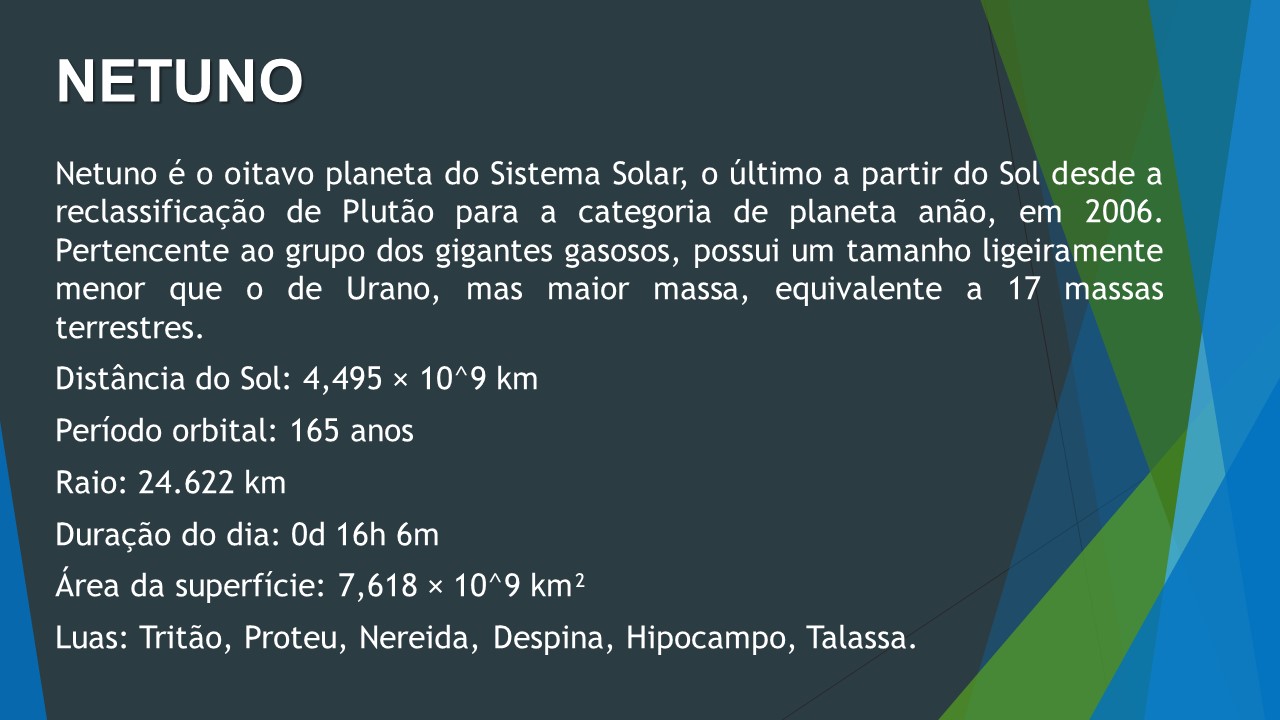 NETUNO
Netuno é o oitavo planeta do Sistema Solar, o último a partir do Sol desde a
reclassificação de Plutão para a categoria de planeta anão, em 2006.
Pertencente ao grupo dos gigantes gasosos, possui um tamanho ligeiramente
menor que o de Urano, mas maior massa, equivalente a 17 massas
terrestres.
Distância do Sol: 4,495 × 10^9 km
Período orbital: 165 anos
Raio: 24.622 km
Duração do dia: 0d 16h 6m
Área da superfície: 7,618 × 10^9 km²
Luas: Tritão, Proteu, Nereida, Despina, Hipocampo, Talassa.